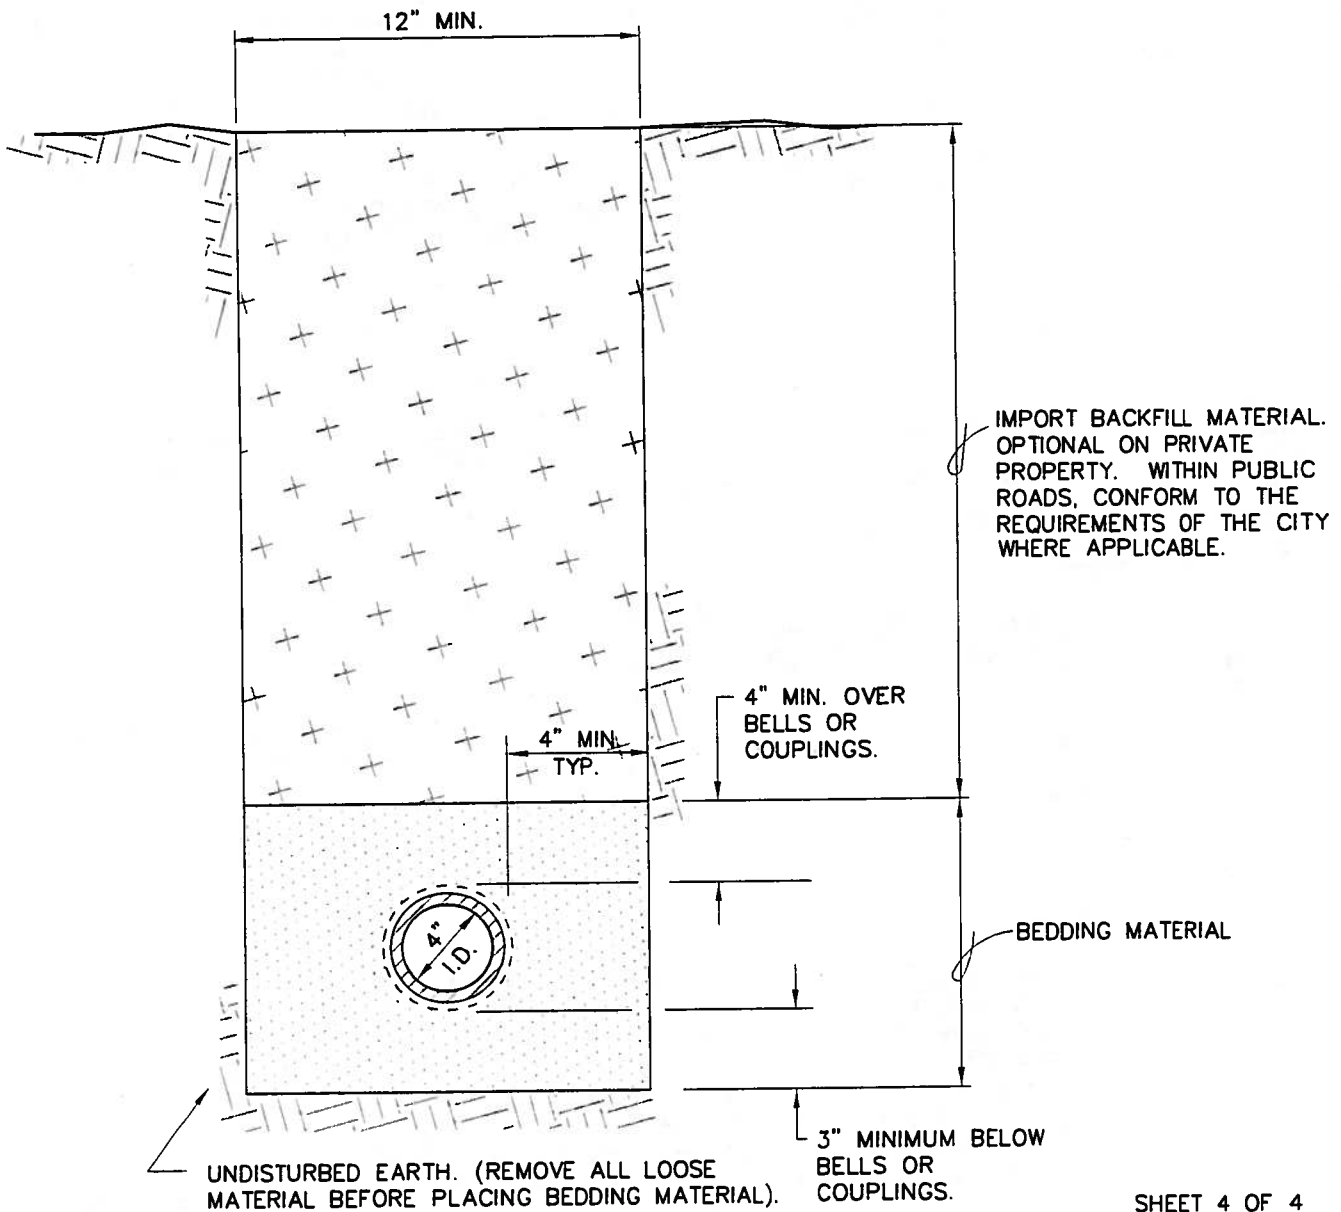 12" MIN.
IMPORT BACKFILL MATERIAL.
OPTIONAL ON PRIVATE
PROPERTY. WITHIN PUBLIC
ROADS, CONFORM TO THE
REQUIREMENTS OF THE CITY
WHERE APPLICABLE.
4" MIN. OVER
BELLS OR
COUPLINGS.
4" MIN.
TYP.
4"
I.D.
BEDDING MATERIAL
3" MINIMUM BELOW
BELLS OR
COUPLINGS.
UNDISTURBED EARTH. (REMOVE ALL LOOSE
MATERIAL BEFORE PLACING BEDDING MATERIAL).
SHEET 4 OF 4